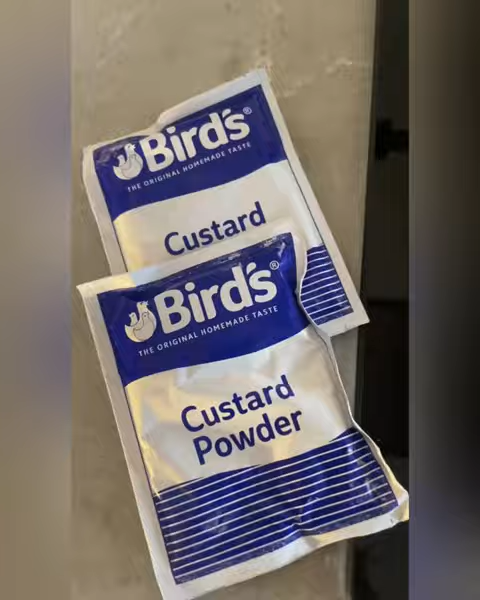 Bird's®
THE ORIGINAL HOMEMADE TASTE
Custard
Bird's®
THE ORIGINAL HOMEMADE TASTE
Custard
Powder